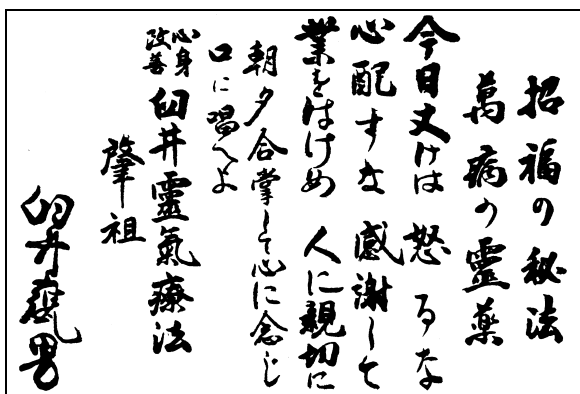 招福の秘法
萬病の靈藥
今日丈けは 怒るな
心配すな 感謝して
業をはけめ 人に親切に
朝夕合掌して心に念じ
口に唱へよ
心身
改善 臼井靈氣療法
肇祖
臼井甕男